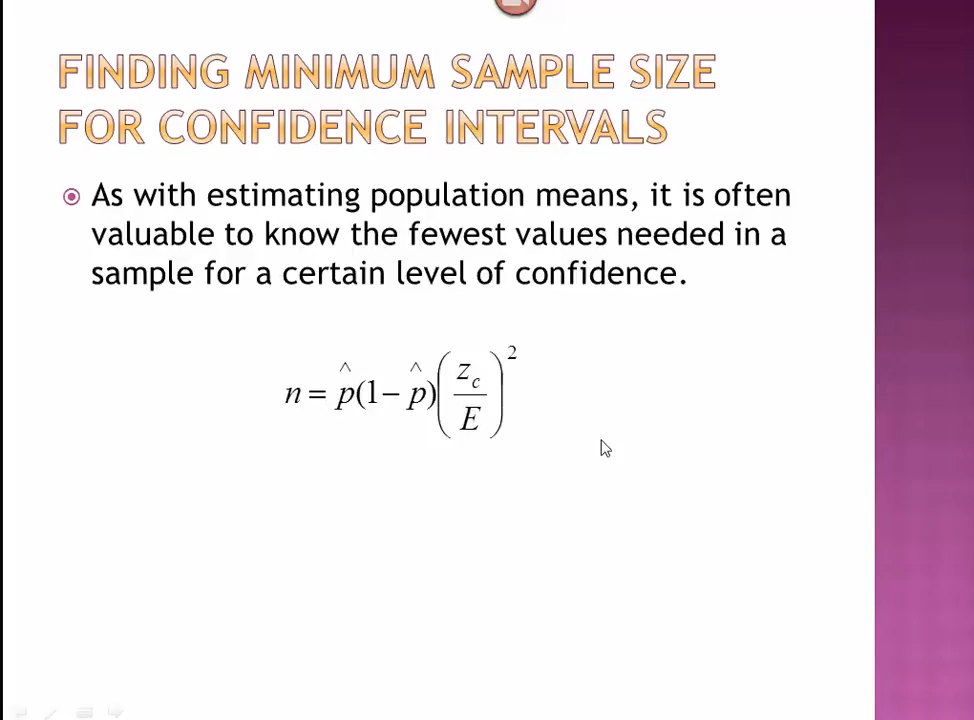 FINDING MINIMUM SAMPLE SIZE
FOR CONFIDENCE INTERVALS
As with estimating population means, it is often
valuable to know the fewest values needed in a
sample for a certain level of confidence.
n = p̂(1 − p̂)(z_c / E)²